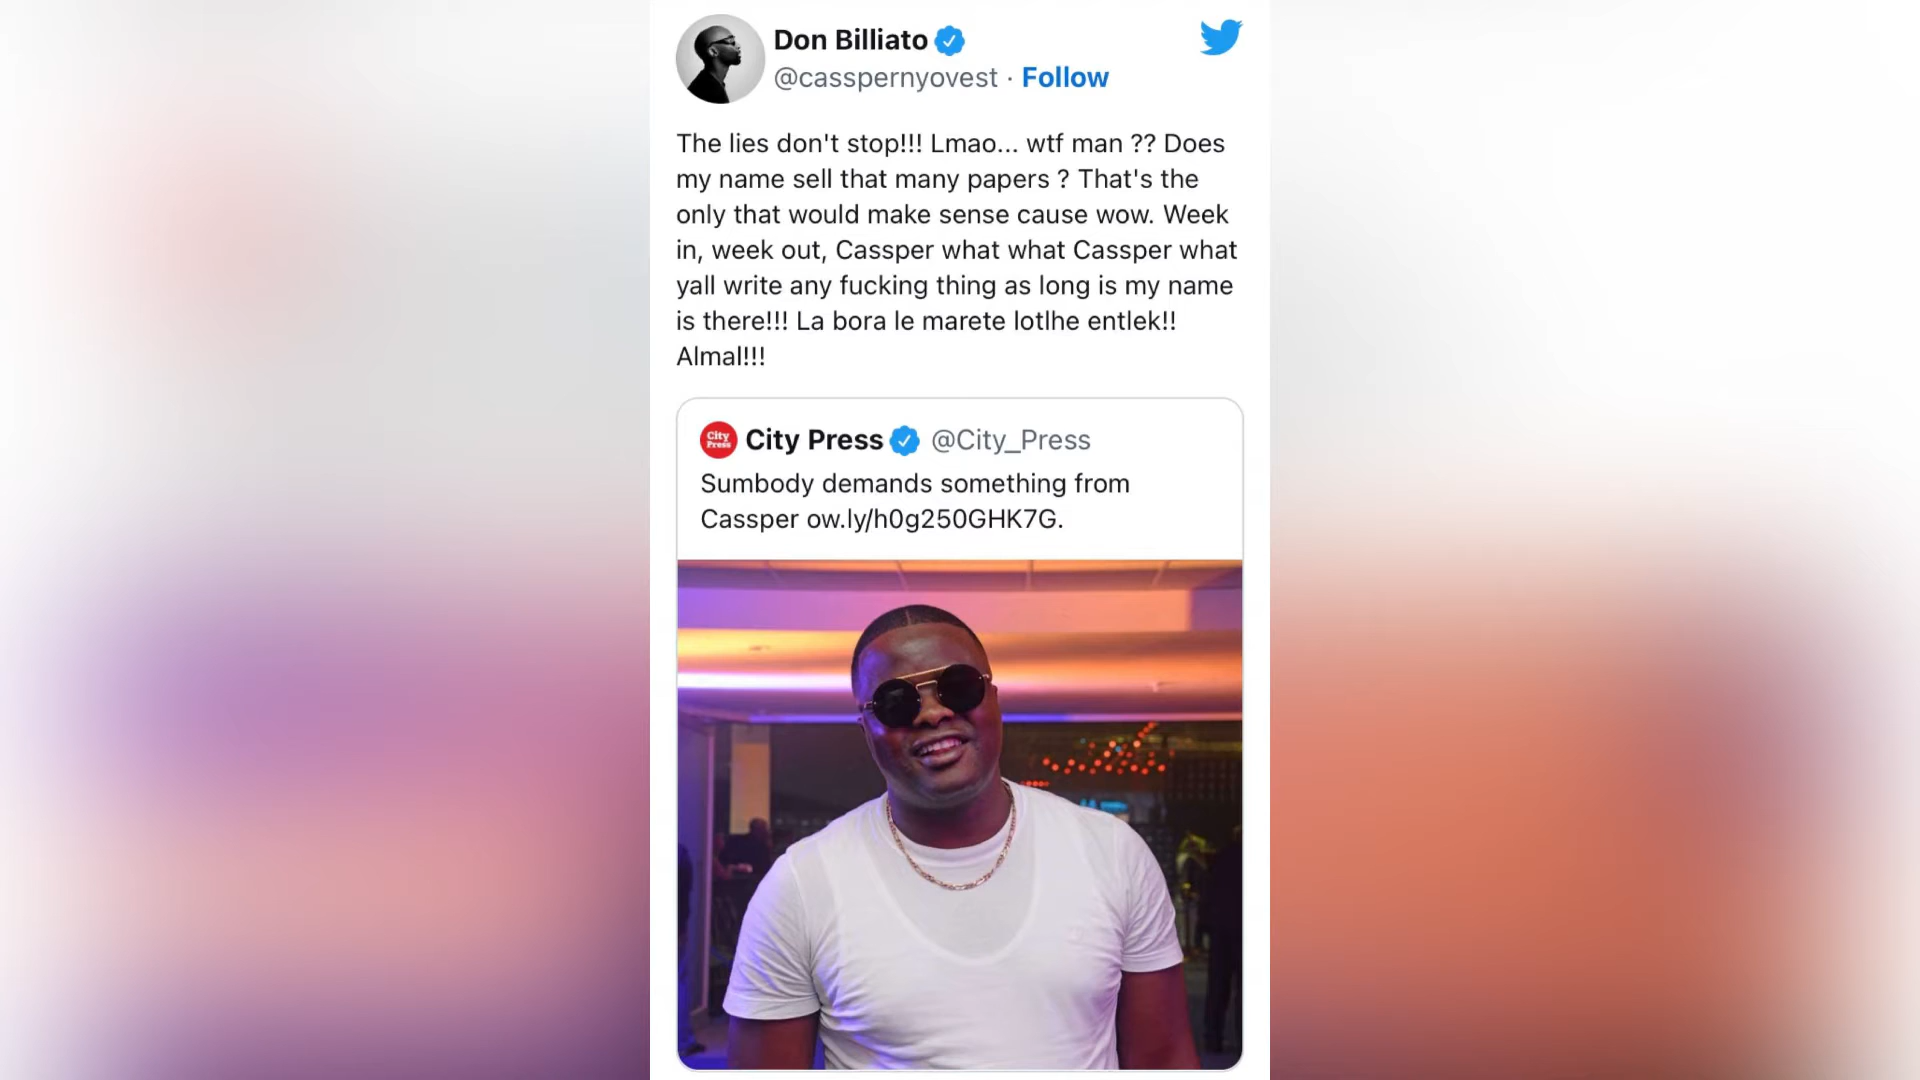 Don Billiato
@casspernyovest · Follow
The lies don't stop!!! Lmao... wtf man ?? Does
my name sell that many papers ? That's the
only that would make sense cause wow. Week
in, week out, Cassper what what Cassper what
yall write any fucking thing as long is my name
is there!!! La bora le marete lotlhe entlek!!
Almal!!!
City Press
City Press @City_Press
Sumbody demands something from
Cassper ow.ly/h0g250GHK7G.